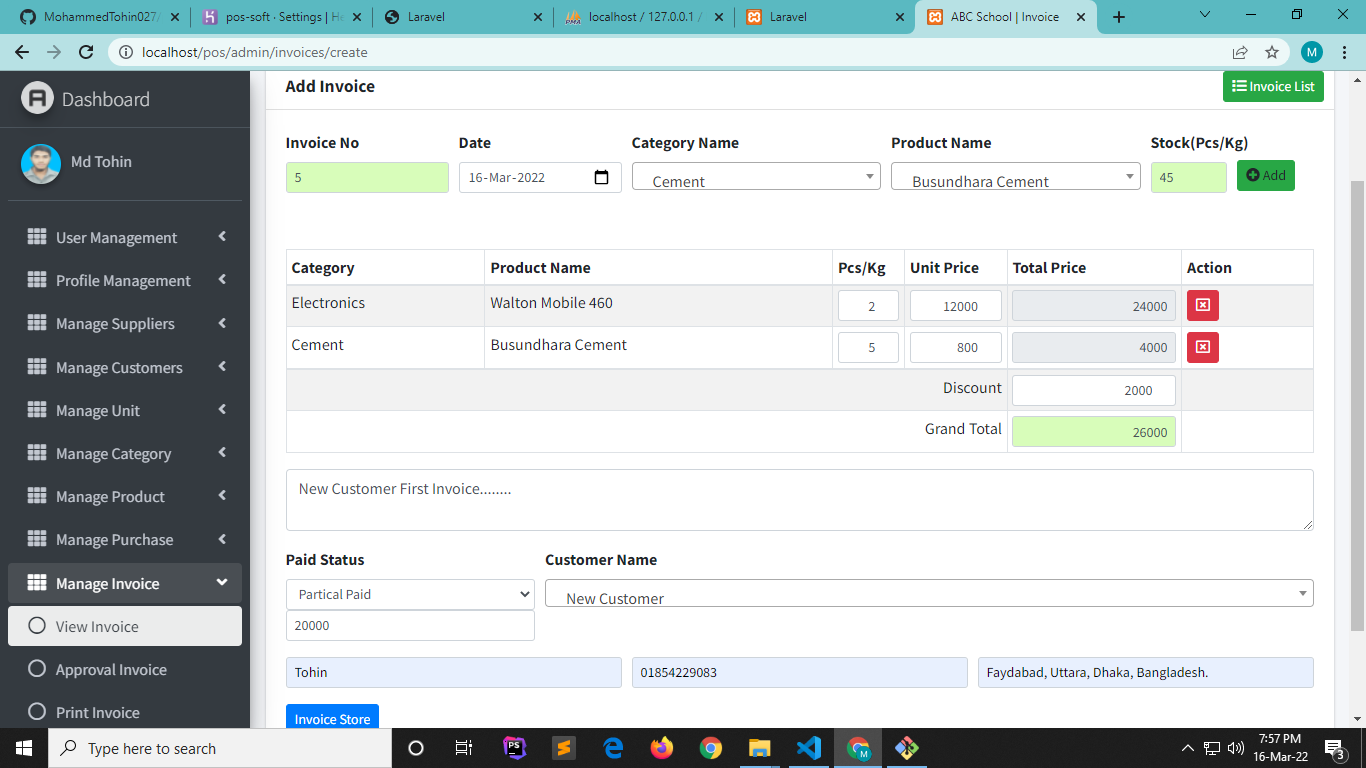 MohammedTohin027/
pos-soft · Settings | He
Laravel
localhost / 127.0.0.1 /
Laravel
ABC School | Invoice
localhost/pos/admin/invoices/create
M
Dashboard
Md Tohin
User Management
Profile Management
Manage Suppliers
Manage Customers
Manage Unit
Manage Category
Manage Product
Manage Purchase
Manage Invoice
View Invoice
Approval Invoice
Print Invoice
Add Invoice
Invoice List
Invoice No Date Category Name Product Name Stock(Pcs/Kg)
5 16-Mar-2022 Cement Busundhara Cement 45 Add
Category Product Name Pcs/Kg Unit Price Total Price Action
Electronics Walton Mobile 460 2 12000 24000
Cement Busundhara Cement 5 800 4000
Discount 2000
Grand Total 26000
New Customer First Invoice........
Paid Status Customer Name
Partical Paid New Customer
20000
Tohin 01854229083 Faydabad, Uttara, Dhaka, Bangladesh.
Invoice Store
Type here to search
PS
M
7:57 PM
16-Mar-22
3